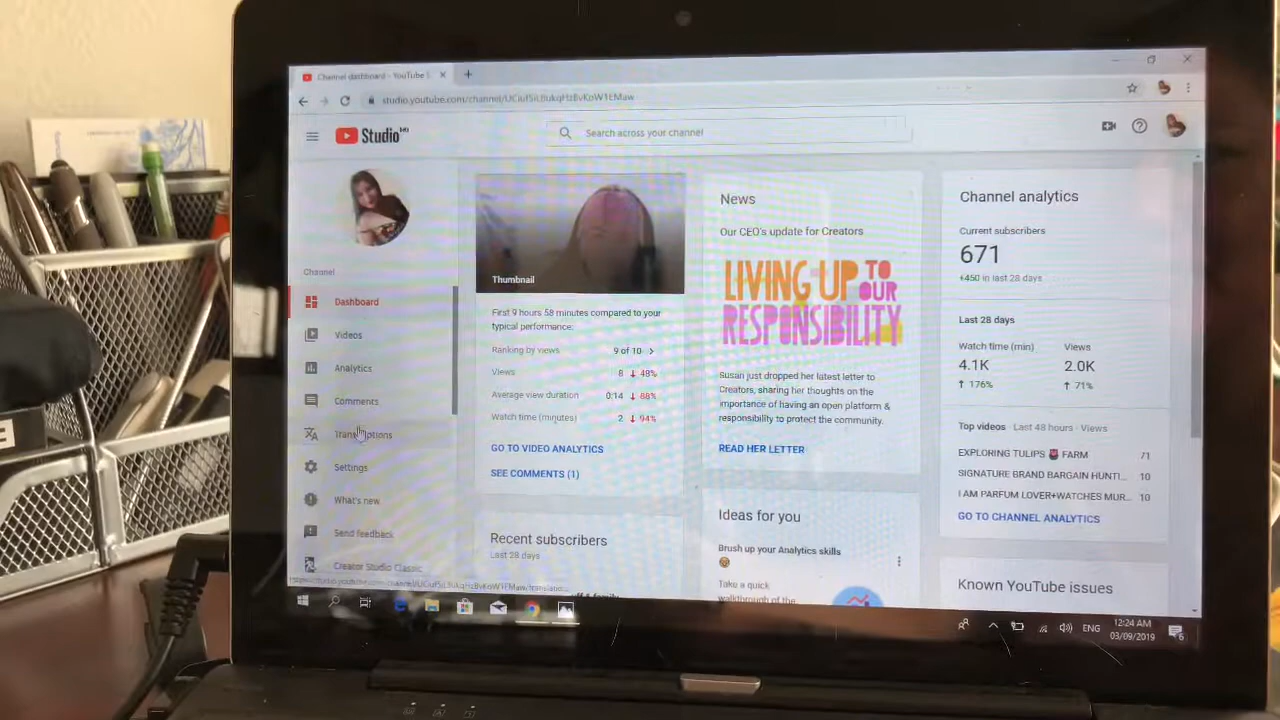 Channel dashboard - YouTube S
studio.youtube.com/channel/
Studio
Search across your channel
Channel
Dashboard
Videos
Analytics
Comments
Transcriptions
Settings
What's new
Send feedback
Creator Studio Classic
Thumbnail
First 9 hours 58 minutes compared to your
typical performance:
Ranking by views 9 of 10
Views 8 ↓ 48%
Average view duration 0:14 ↓ 88%
Watch time (minutes) 2 ↓ 94%
GO TO VIDEO ANALYTICS
SEE COMMENTS (1)
Recent subscribers
Last 28 days
News
Our CEO's update for Creators
LIVING UP TO
OUR
RESPONSIBILITY
Susan just dropped her latest letter to
Creators, sharing her thoughts on the
importance of having an open platform &
responsibility to protect the community.
READ HER LETTER
Ideas for you
Brush up your Analytics skills
Take a quick
walkthrough of the
Channel analytics
Current subscribers
671
+450 in last 28 days
Last 28 days
Watch time (min) Views
4.1K 2.0K
↑ 176% ↑ 71%
Top videos · Last 48 hours · Views
EXPLORING TULIPS FARM 71
SIGNATURE BRAND BARGAIN HUNTI... 10
I AM PARFUM LOVER+WATCHES MUR... 10
GO TO CHANNEL ANALYTICS
Known YouTube issues
ENG
12:24 AM
03/09/2019